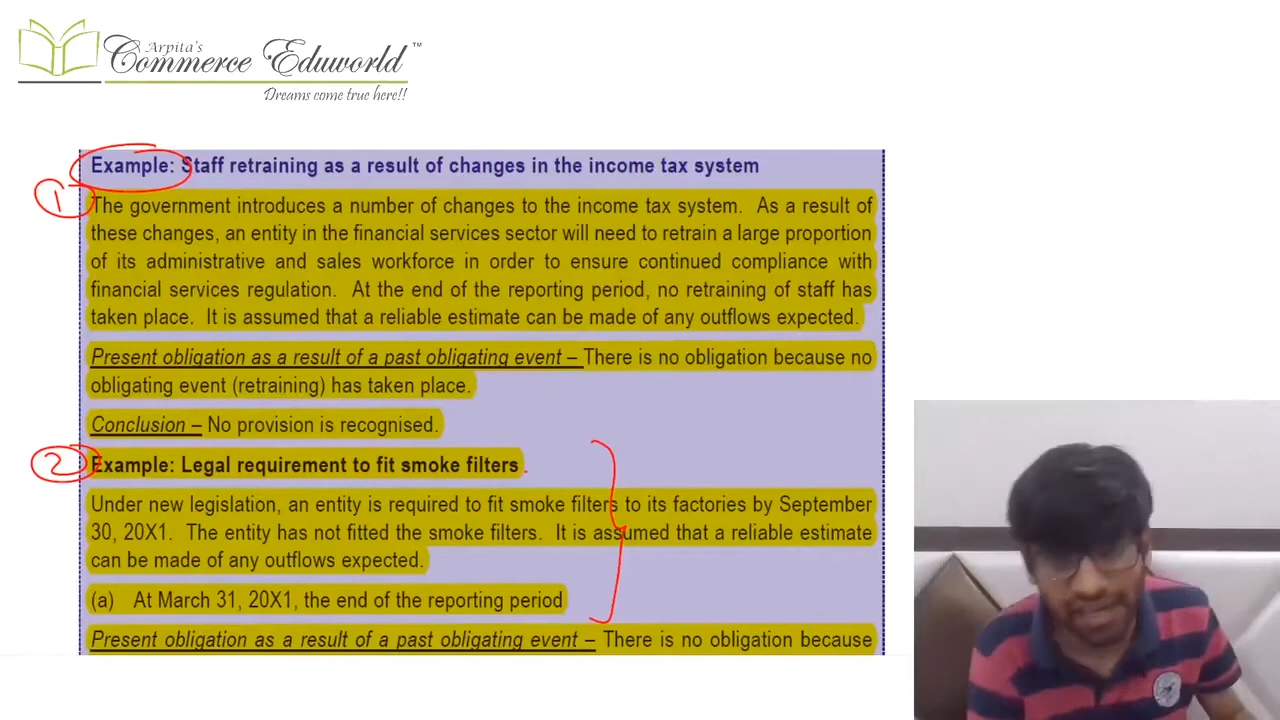 Arpita's
Commerce Eduworld™
Dreams come true here!!
Example: Staff retraining as a result of changes in the income tax system
1
The government introduces a number of changes to the income tax system. As a result of
these changes, an entity in the financial services sector will need to retrain a large proportion
of its administrative and sales workforce in order to ensure continued compliance with
financial services regulation. At the end of the reporting period, no retraining of staff has
taken place. It is assumed that a reliable estimate can be made of any outflows expected.
Present obligation as a result of a past obligating event – There is no obligation because no
obligating event (retraining) has taken place.
Conclusion – No provision is recognised.
2
Example: Legal requirement to fit smoke filters
Under new legislation, an entity is required to fit smoke filters to its factories by September
30, 20X1. The entity has not fitted the smoke filters. It is assumed that a reliable estimate
can be made of any outflows expected.
(a) At March 31, 20X1, the end of the reporting period
Present obligation as a result of a past obligating event – There is no obligation because